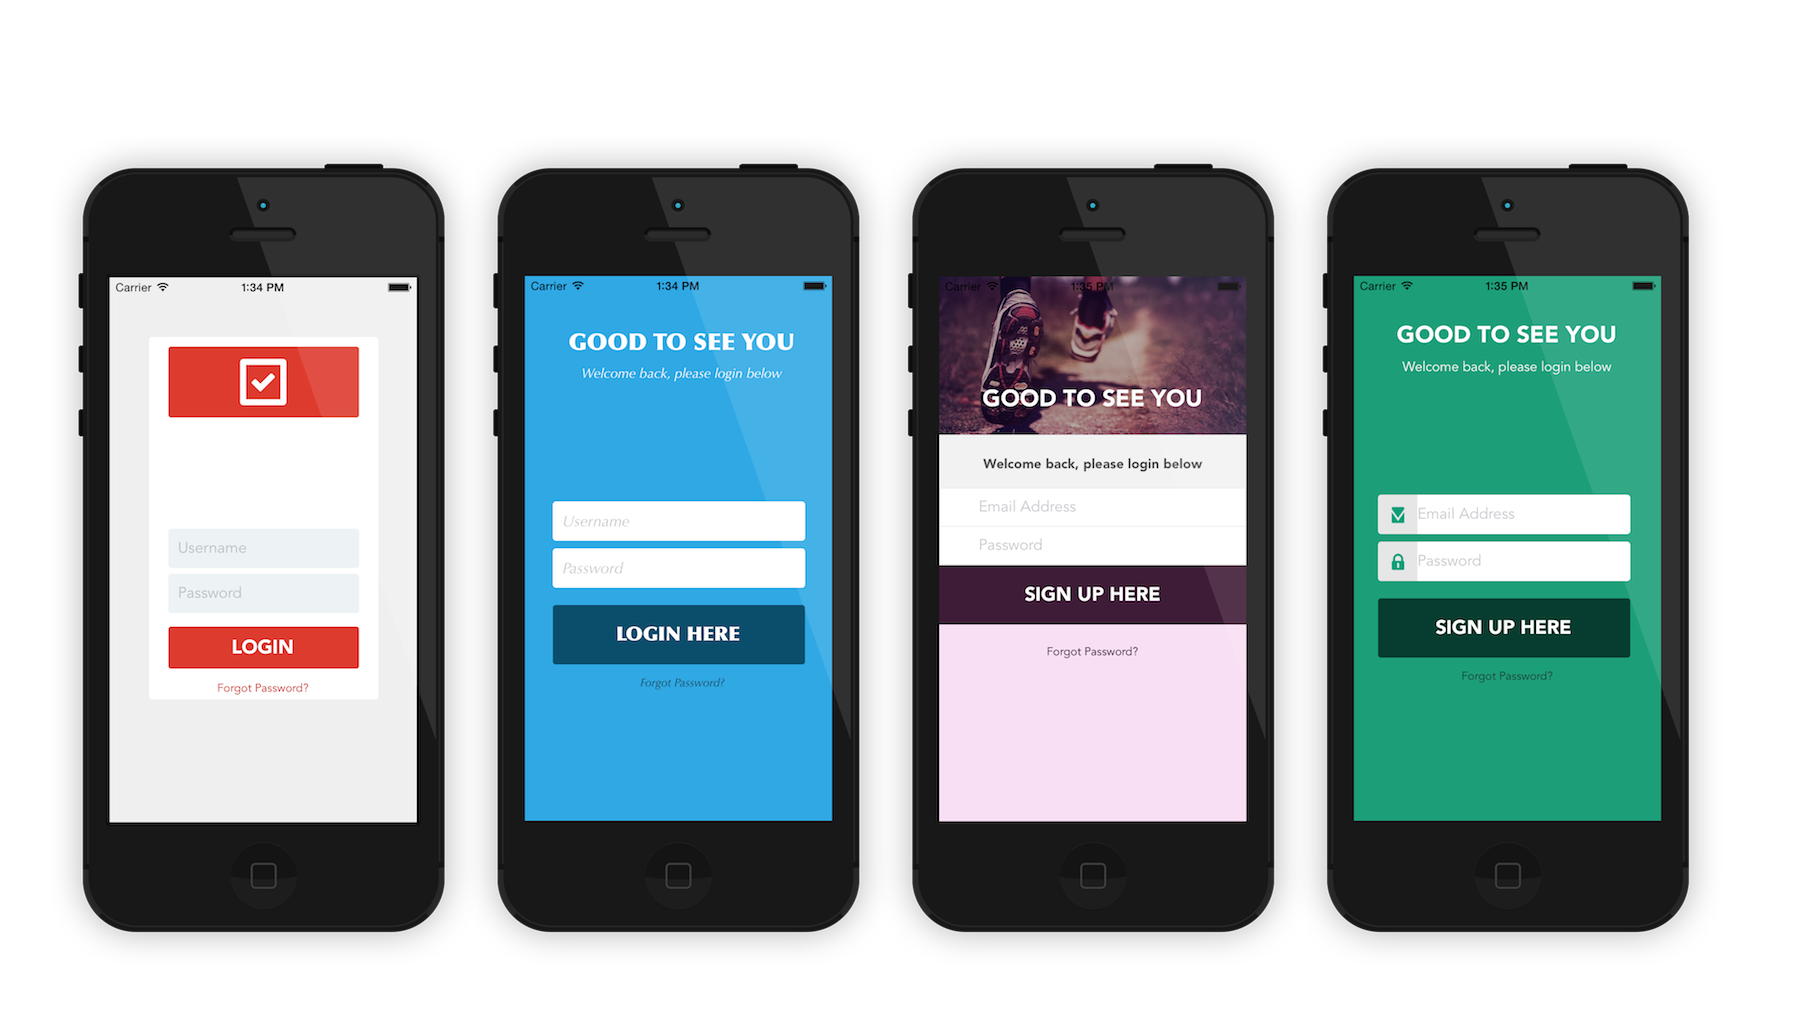 Carrier 1:34 PM
Username
Password
LOGIN
Forgot Password?
Carrier 1:34 PM
GOOD TO SEE YOU
Welcome back, please login below
Username
Password
LOGIN HERE
Forgot Password?
Carrier 1:35 PM
GOOD TO SEE YOU
Welcome back, please login below
Email Address
Password
SIGN UP HERE
Forgot Password?
Carrier 1:35 PM
GOOD TO SEE YOU
Welcome back, please login below
Email Address
Password
SIGN UP HERE
Forgot Password?